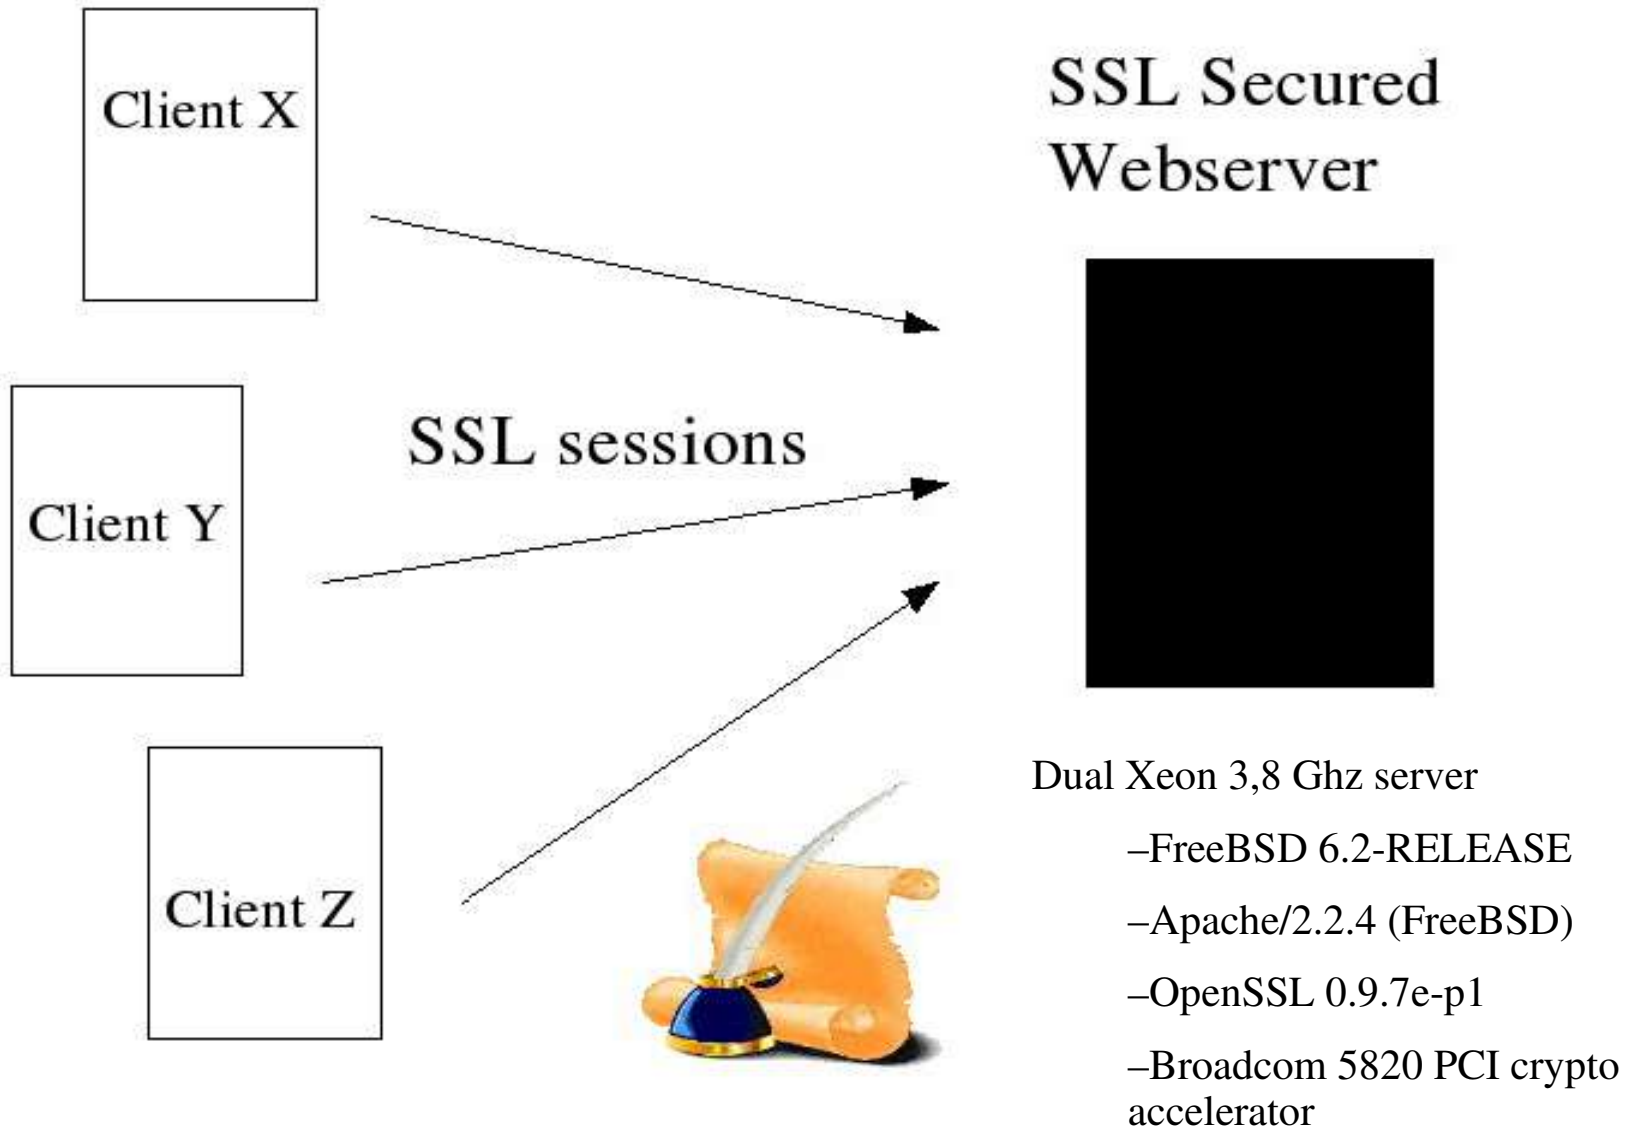 Client X
SSL Secured
Webserver
SSL sessions
Client Y
Client Z
Dual Xeon 3,8 Ghz server
–FreeBSD 6.2-RELEASE
–Apache/2.2.4 (FreeBSD)
–OpenSSL 0.9.7e-p1
–Broadcom 5820 PCI crypto
accelerator